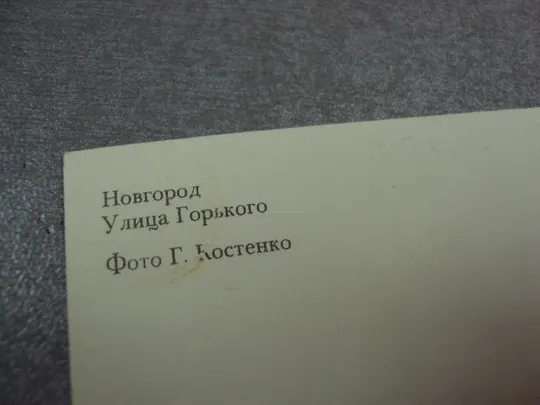 Новгород
Улица Горького
Фото Г. Костенко